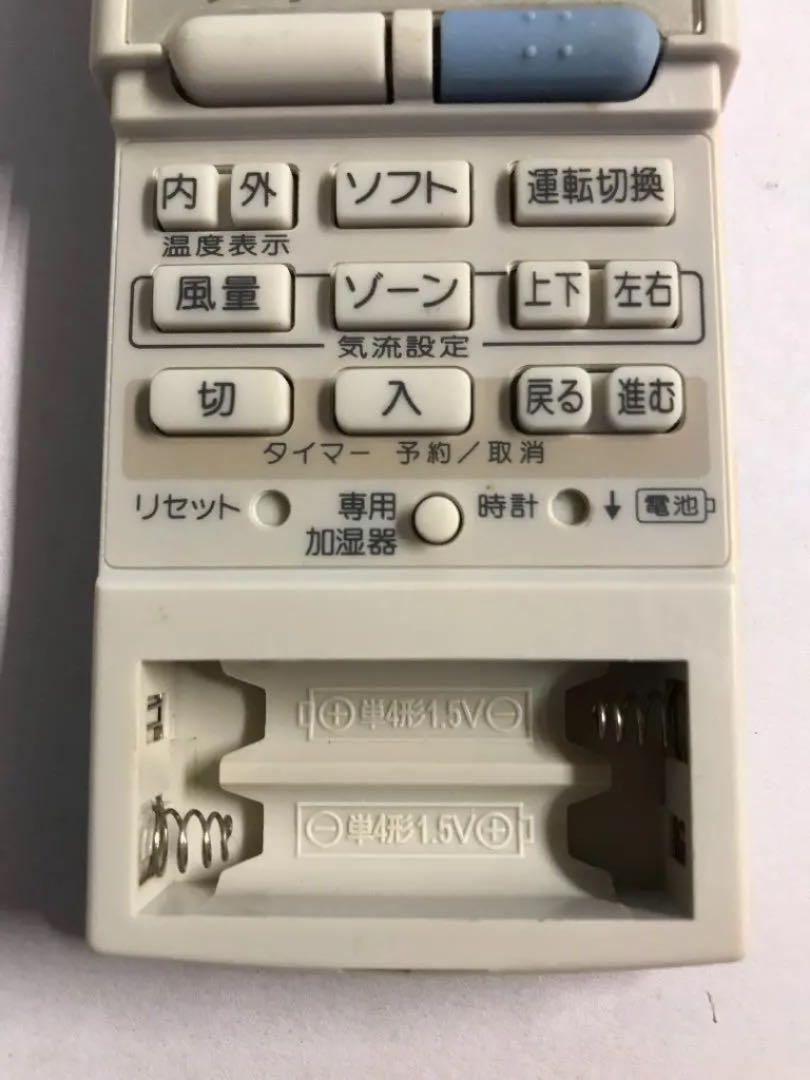 内 外 ソフト 運転切換
温度表示
風量 ゾーン 上下 左右
気流設定
切 入 戻る 進む
タイマー 予約/取消
リセット 専用 時計 ↓ 電池
加湿器
⊕単4形1.5V⊖
⊖単4形1.5V⊕